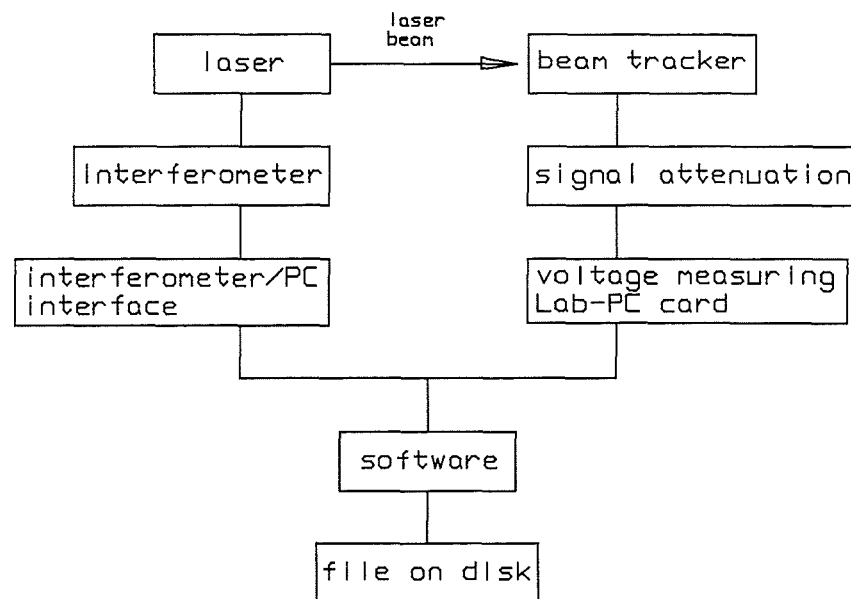 laser
beam
laser
beam tracker
Interferometer
signal attenuation
interferometer/PC
interface
voltage measuring
Lab-PC card
software
file on disk